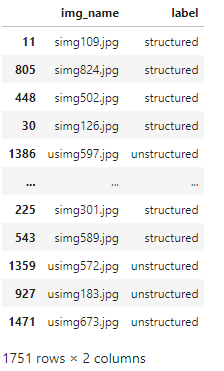 img_name label
11 simg109.jpg structured
805 simg824.jpg structured
448 simg502.jpg structured
30 simg126.jpg structured
1386 usimg597.jpg unstructured
... ... ...
225 simg301.jpg structured
543 simg589.jpg structured
1359 usimg572.jpg unstructured
927 usimg183.jpg unstructured
1471 usimg673.jpg unstructured
1751 rows × 2 columns